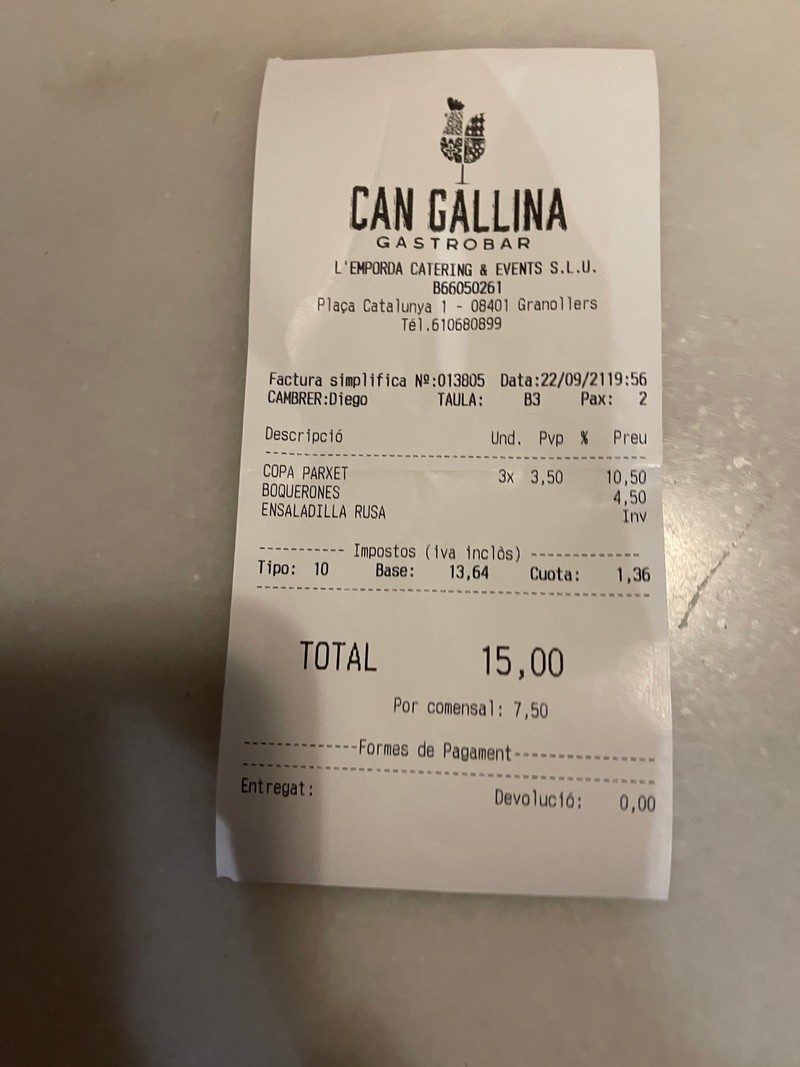 CAN GALLINA
GASTROBAR
L'EMPORDA CATERING & EVENTS S.L.U.
B66050261
Plaça Catalunya 1 - 08401 Granollers
Tél.610680899
Factura simplifica Nº:013805 Data:22/09/2119:56
CAMBRER:Diego TAULA: B3 Pax: 2
Descripció Und. Pvp % Preu
COPA PARXET 3x 3,50 10,50
BOQUERONES 4,50
ENSALADILLA RUSA Inv
----------- Impostos (iva inclòs) --------------
Tipo: 10 Base: 13,64 Cuota: 1,36
TOTAL 15,00
Por comensal: 7,50
--------------Formes de Pagament-----------------
Entregat: Devolució: 0,00